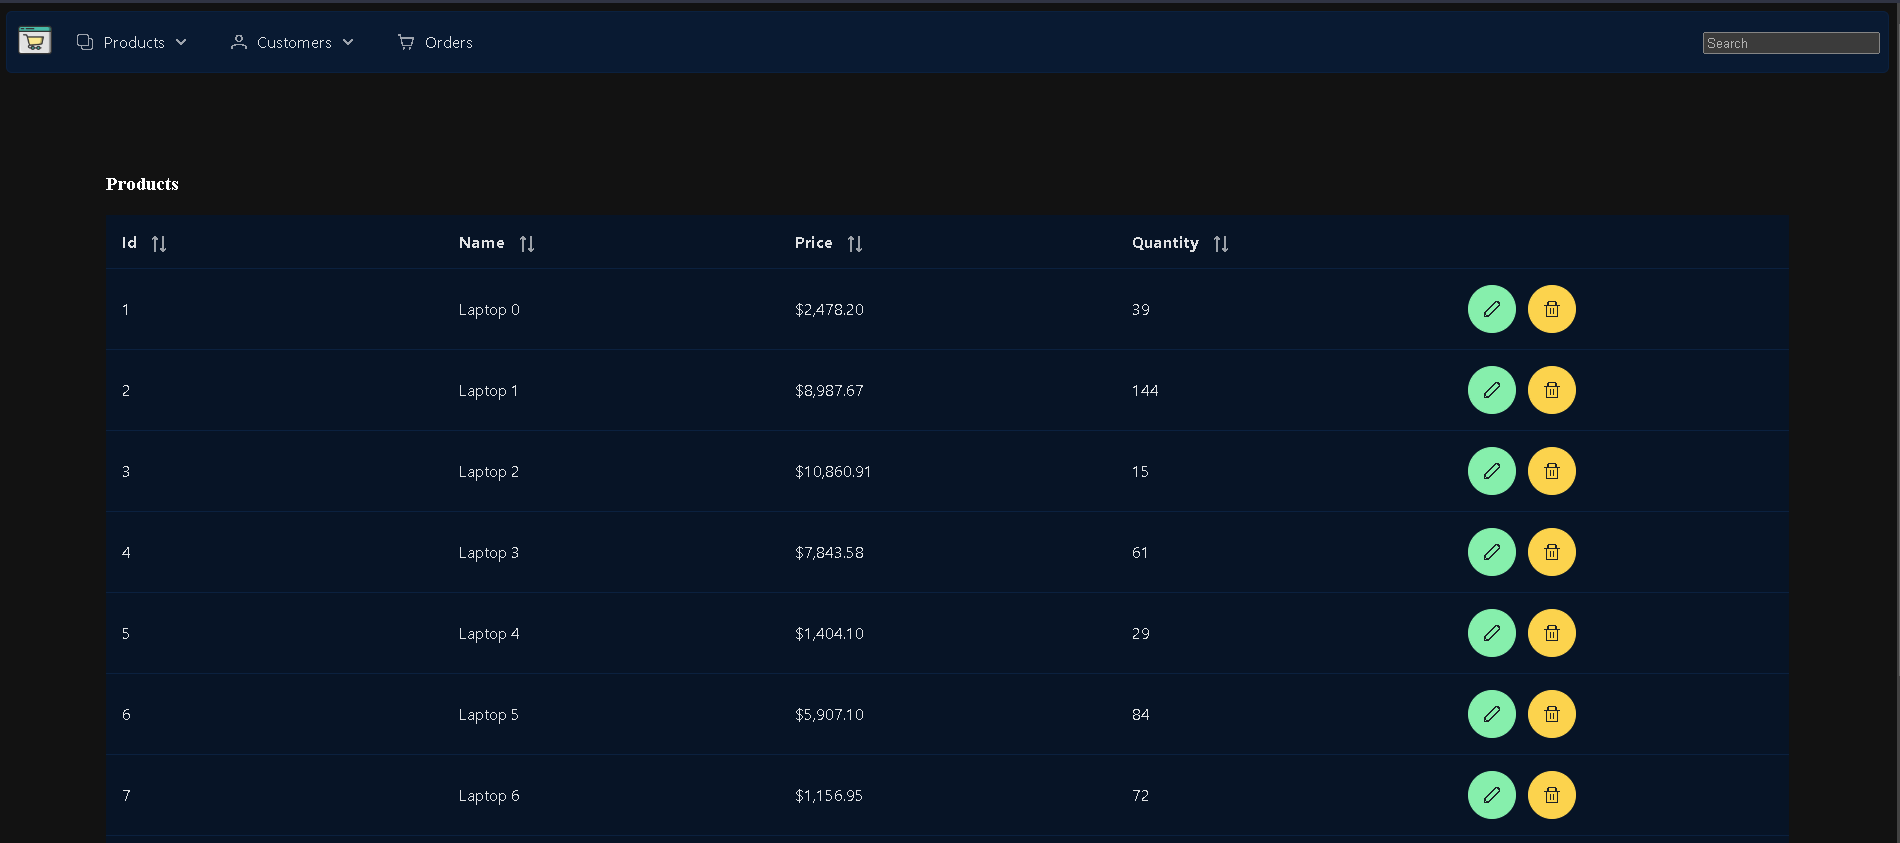 Products Customers Orders Search
Products
Id Name Price Quantity
1 Laptop 0 $2,478.20 39
2 Laptop 1 $8,987.67 144
3 Laptop 2 $10,860.91 15
4 Laptop 3 $7,843.58 61
5 Laptop 4 $1,404.10 29
6 Laptop 5 $5,907.10 84
7 Laptop 6 $1,156.95 72